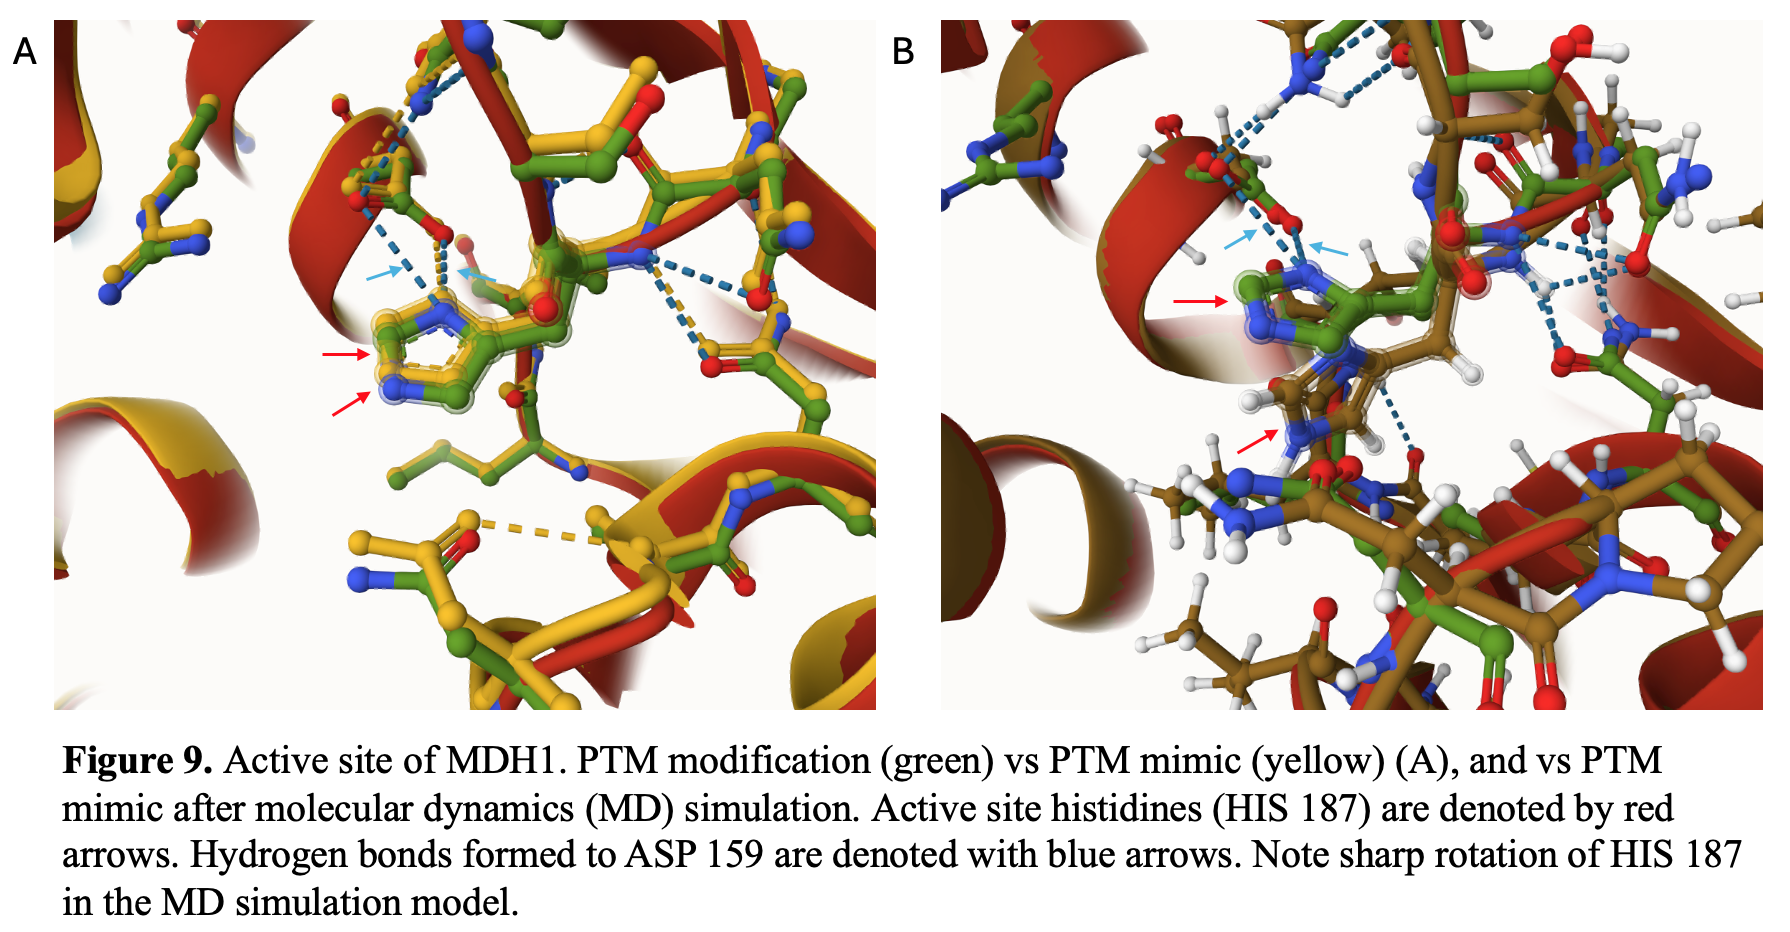 A
B
Figure 9. Active site of MDH1. PTM modification (green) vs PTM mimic (yellow) (A), and vs PTM
mimic after molecular dynamics (MD) simulation. Active site histidines (HIS 187) are denoted by red
arrows. Hydrogen bonds formed to ASP 159 are denoted with blue arrows. Note sharp rotation of HIS 187
in the MD simulation model.